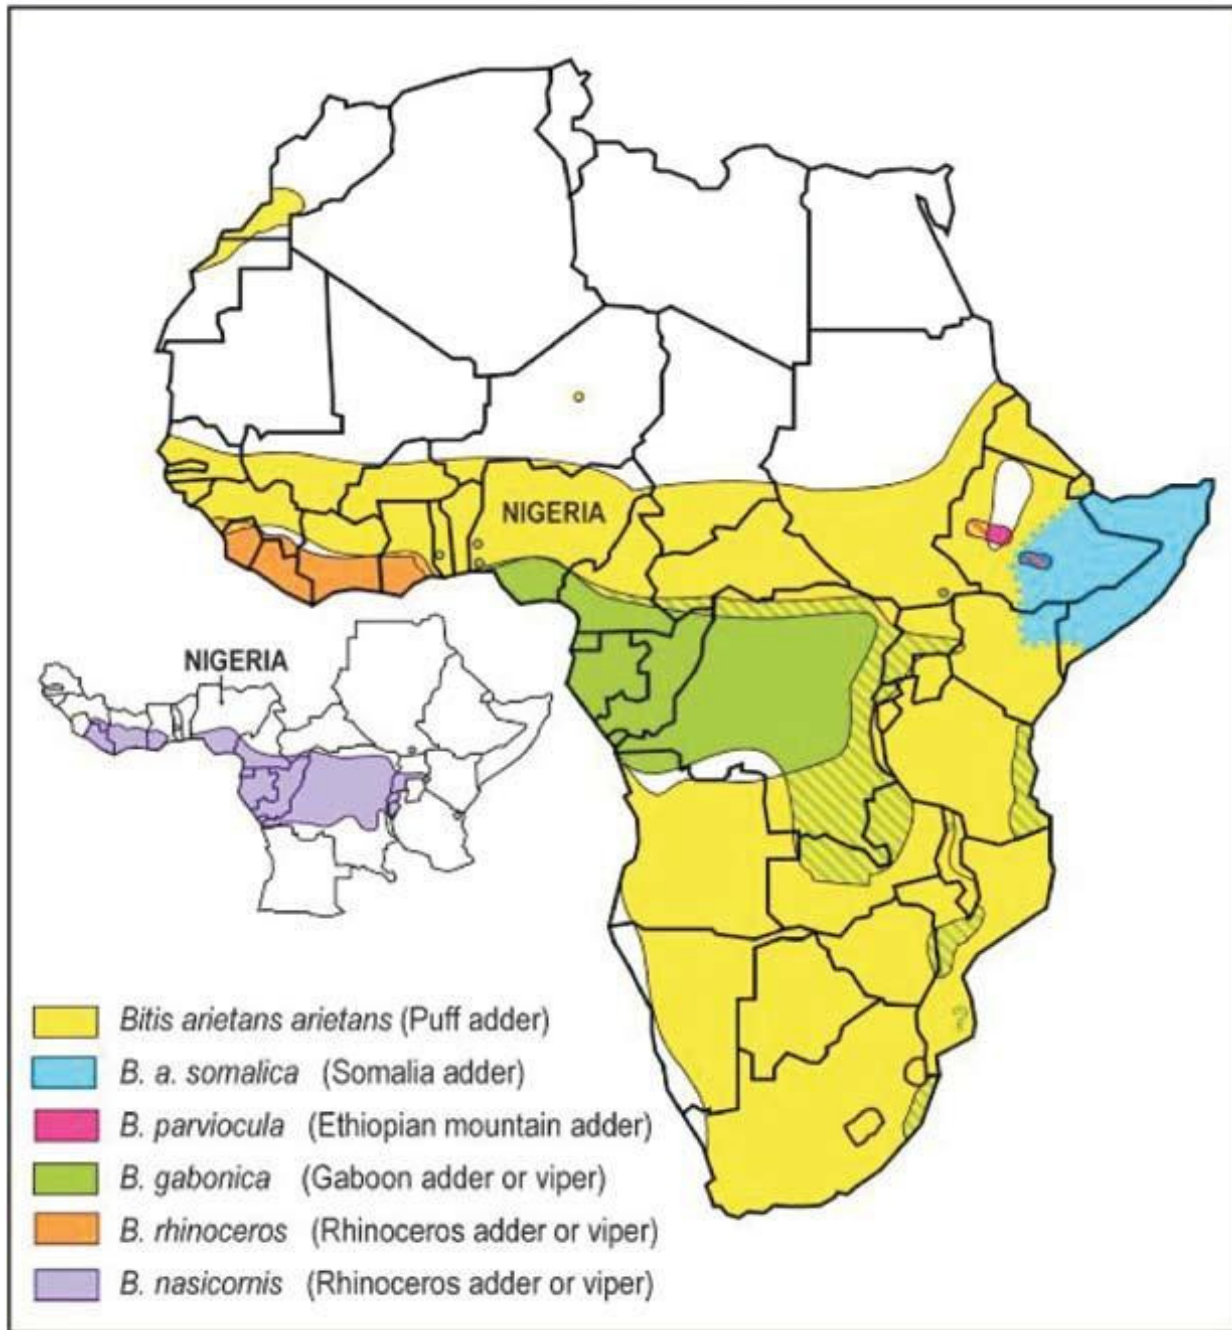 NIGERIA
NIGERIA
?
Bitis arietans arietans (Puff adder)
B. a. somalica (Somalia adder)
B. parviocula (Ethiopian mountain adder)
B. gabonica (Gaboon adder or viper)
B. rhinoceros (Rhinoceros adder or viper)
B. nasicornis (Rhinoceros adder or viper)